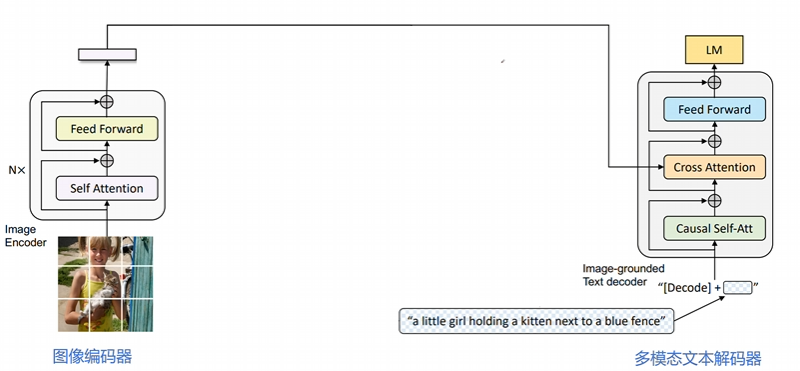 LM
Feed Forward
Feed Forward
Cross Attention
N×
Self Attention
Causal Self-Att
Image
Encoder
Image-grounded
Text decoder
“[Decode] + ”
“a little girl holding a kitten next to a blue fence”
图像编码器
多模态文本解码器